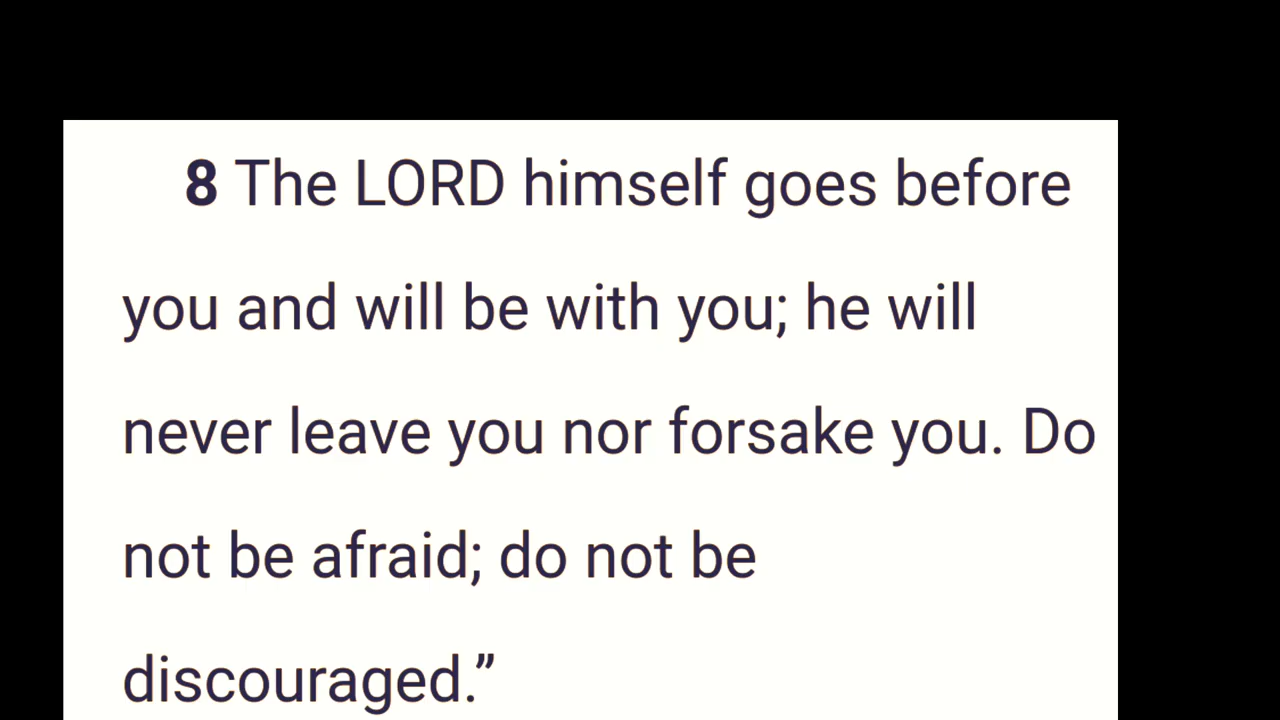 8 The LORD himself goes before
you and will be with you; he will
never leave you nor forsake you. Do
not be afraid; do not be
discouraged.”